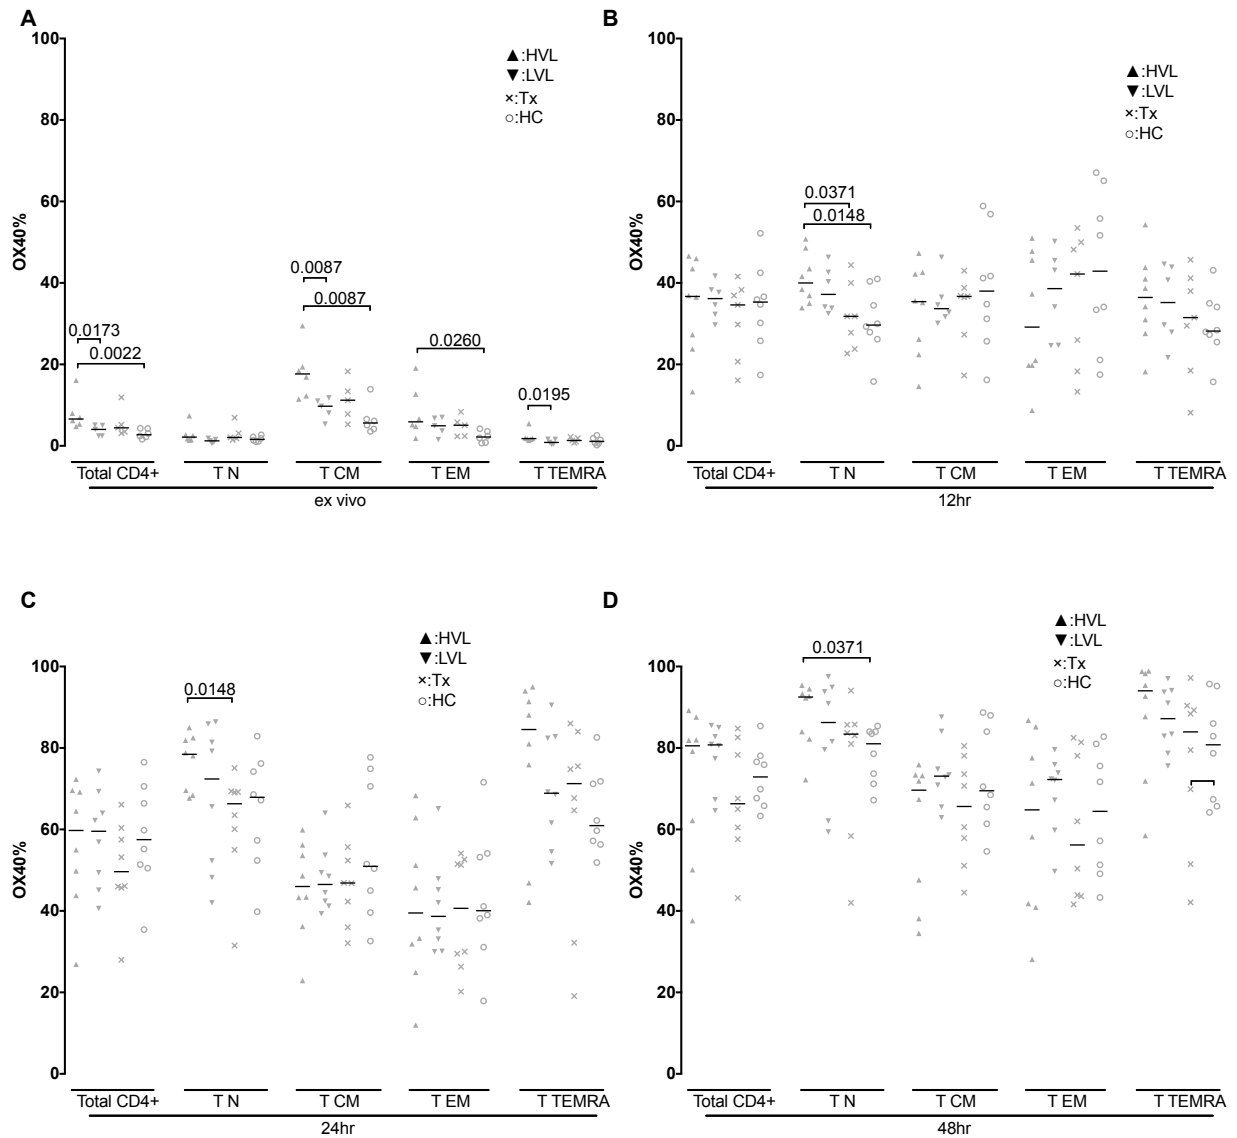 A
100
80
60
40
20
0
OX40%
▲:HVL
▼:LVL
×:Tx
○:HC
0.0173
0.0022
0.0087
0.0087
0.0260
0.0195
Total CD4+ T N T CM T EM T TEMRA
ex vivo
B
100
80
60
40
20
0
OX40%
▲:HVL
▼:LVL
×:Tx
○:HC
0.0371
0.0148
Total CD4+ T N T CM T EM T TEMRA
12hr
C
100
80
60
40
20
0
OX40%
▲:HVL
▼:LVL
×:Tx
○:HC
0.0148
Total CD4+ T N T CM T EM T TEMRA
24hr
D
100
80
60
40
20
0
OX40%
▲:HVL
▼:LVL
×:Tx
○:HC
0.0371
Total CD4+ T N T CM T EM T TEMRA
48hr